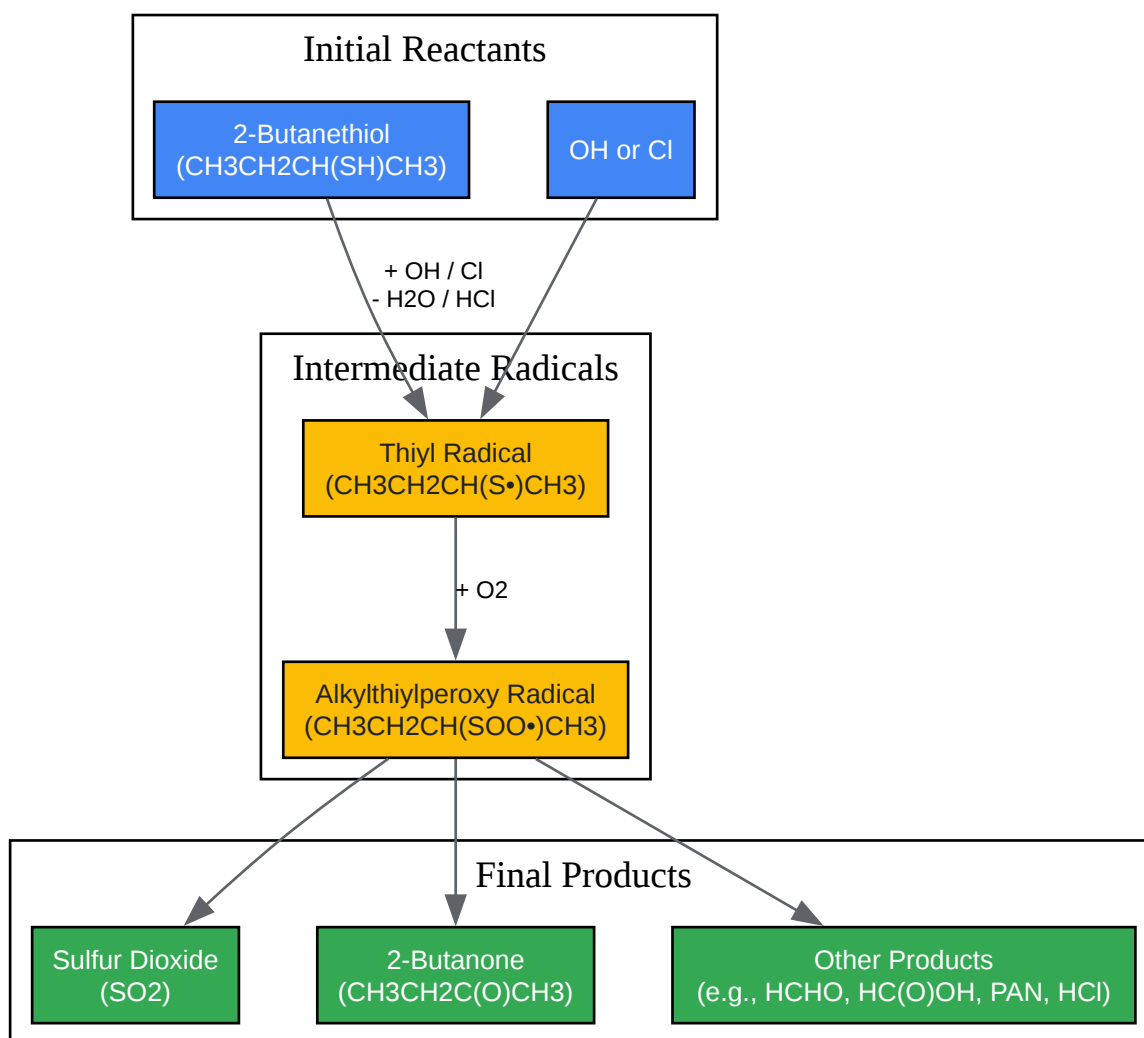 Initial Reactants
2-Butanethiol
(CH3CH2CH(SH)CH3)
OH or Cl
+ OH / Cl
- H2O / HCl
Intermediate Radicals
Thiyl Radical
(CH3CH2CH(S•)CH3)
+ O2
Alkylthiylperoxy Radical
(CH3CH2CH(SOO•)CH3)
Final Products
Sulfur Dioxide
(SO2)
2-Butanone
(CH3CH2C(O)CH3)
Other Products
(e.g., HCHO, HC(O)OH, PAN, HCl)